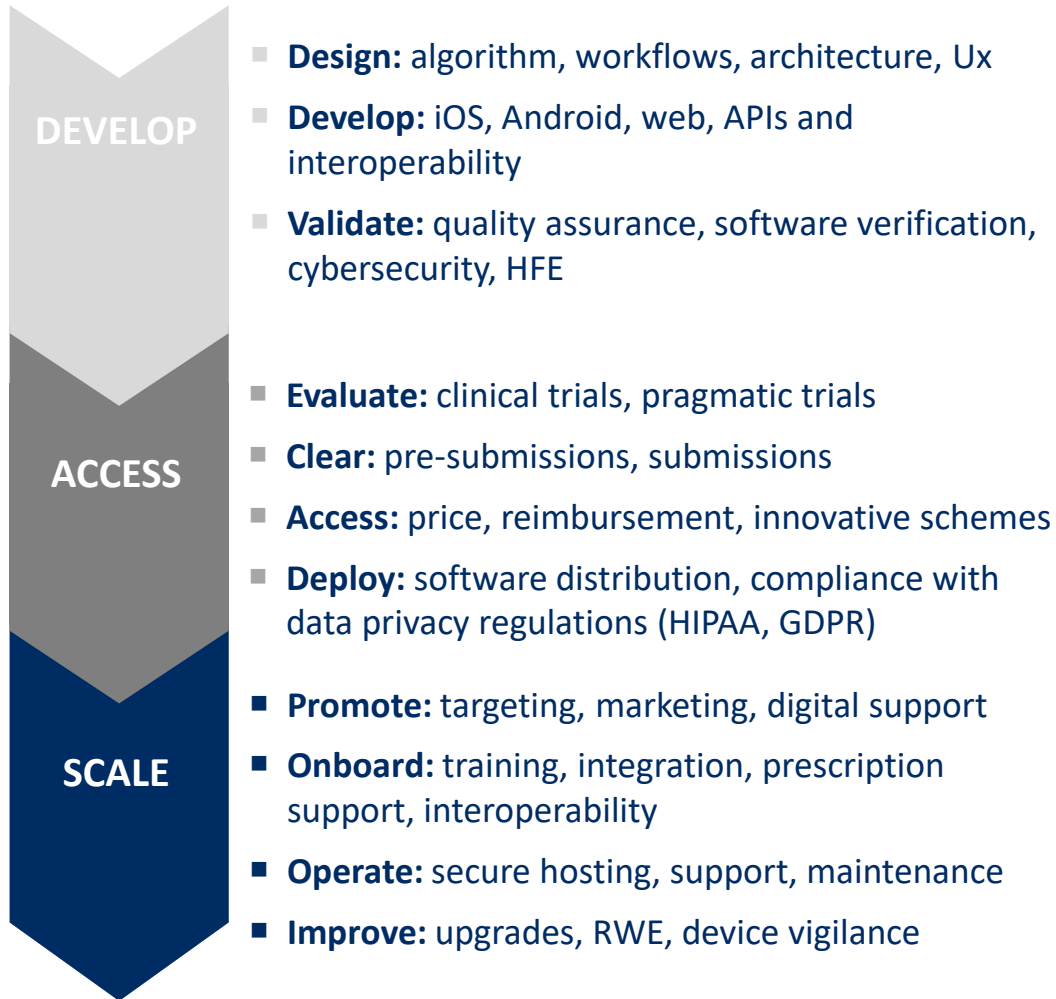 DEVELOP
Design: algorithm, workflows, architecture, Ux
Develop: iOS, Android, web, APIs and
interoperability
Validate: quality assurance, software verification,
cybersecurity, HFE
ACCESS
Evaluate: clinical trials, pragmatic trials
Clear: pre-submissions, submissions
Access: price, reimbursement, innovative schemes
Deploy: software distribution, compliance with
data privacy regulations (HIPAA, GDPR)
SCALE
Promote: targeting, marketing, digital support
Onboard: training, integration, prescription
support, interoperability
Operate: secure hosting, support, maintenance
Improve: upgrades, RWE, device vigilance